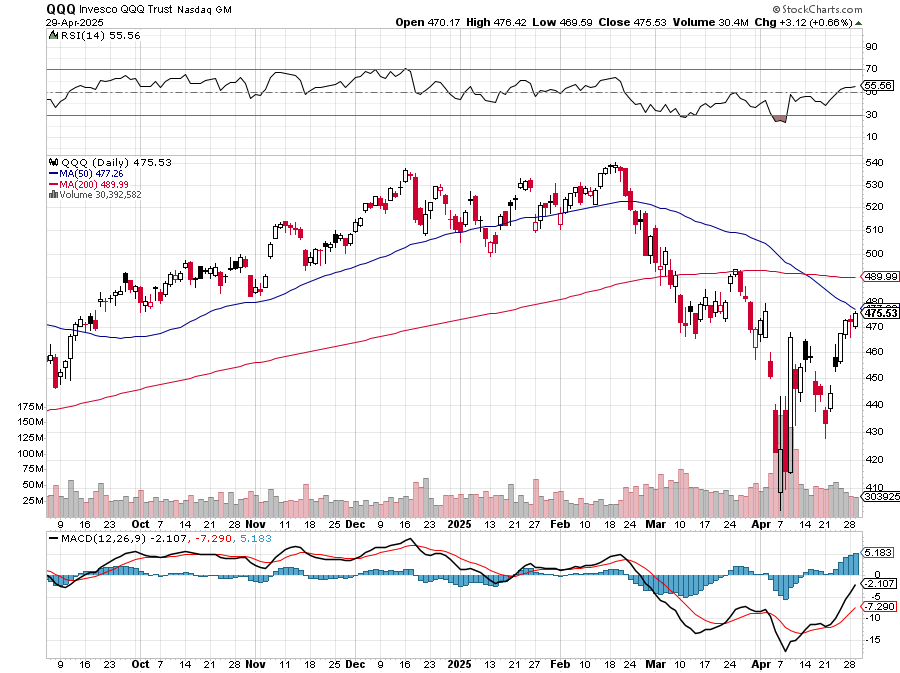 QQQ Invesco QQQ Trust Nasdaq GM
© StockCharts.com
29-Apr-2025
Open 470.17 High 476.42 Low 469.59 Close 475.53 Volume 30.4M Chg +3.12 (+0.66%)
RSI(14) 55.56
90
70
55.56
50
30
10
QQQ (Daily) 475.53
MA(50) 477.26
MA(200) 489.99
Volume 30,392,582
540
530
520
510
500
489.99
480
475.53
470
460
450
440
430
420
410
303925
175M
150M
125M
100M
75M
50M
25M
9 16 23 Oct 7 14 21 28 Nov 11 18 25 Dec 9 16 23 2025 13 21 27 Feb 10 18 24 Mar 10 17 24 Apr 7 14 21 28
MACD(12,26,9) -2.107, -7.290, 5.183
5.183
0
-2.107
-5
-7.290
-10
-15
9 16 23 Oct 7 14 21 28 Nov 11 18 25 Dec 9 16 23 2025 13 21 27 Feb 10 18 24 Mar 10 17 24 Apr 7 14 21 28